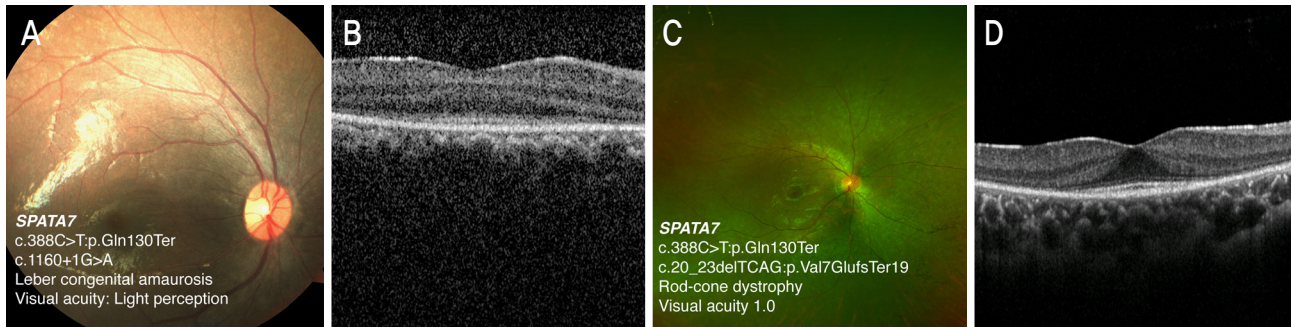 A
SPATA7
c.388C>T:p.Gln130Ter
c.1160+1G>A
Leber congenital amaurosis
Visual acuity: Light perception
B
C
SPATA7
c.388C>T:p.Gln130Ter
c.20_23delTCAG:p.Val7GlufsTer19
Rod-cone dystrophy
Visual acuity 1.0
D